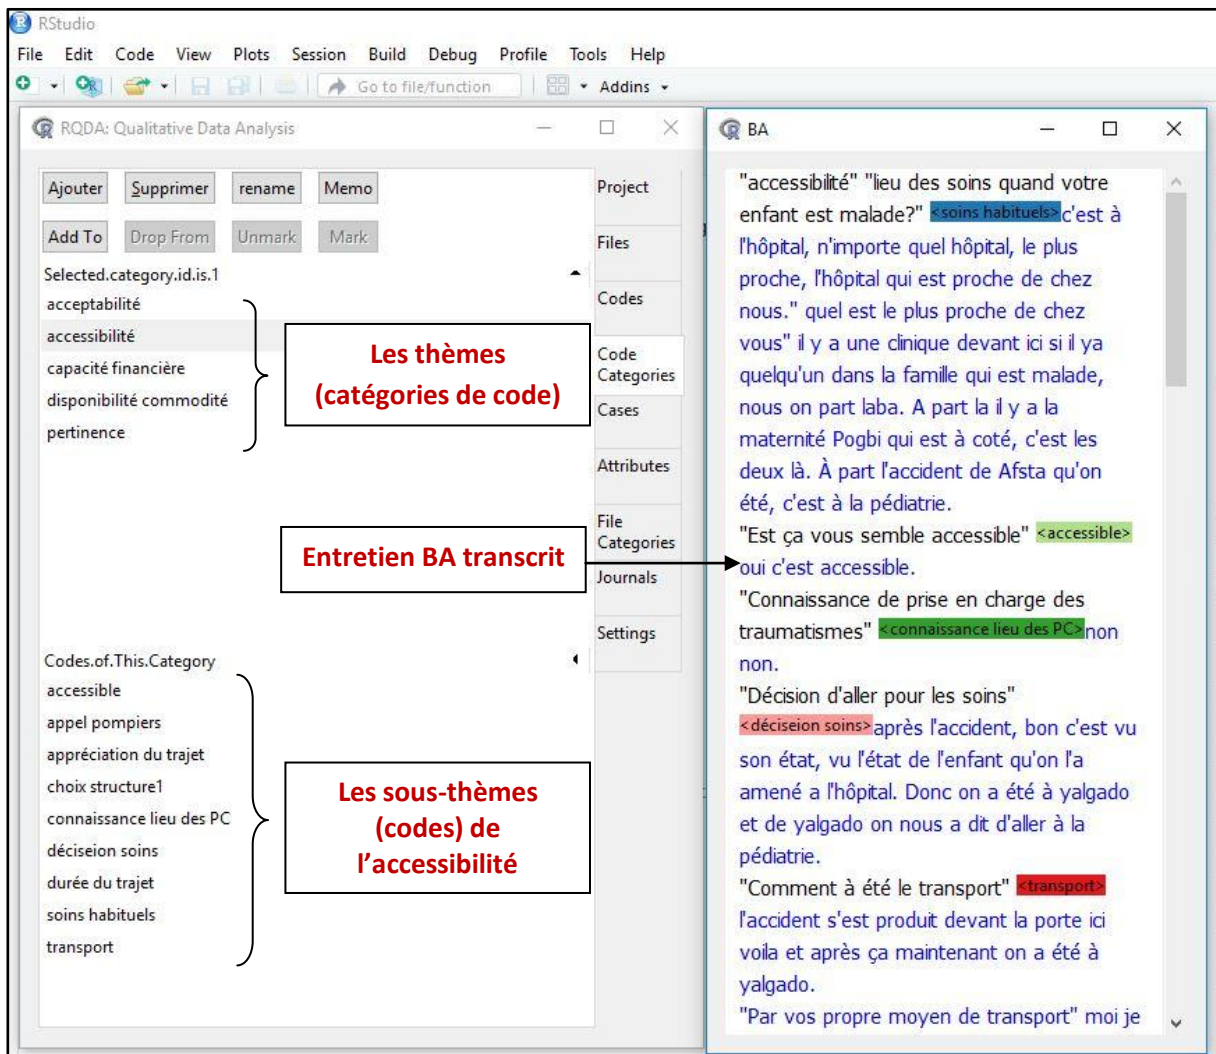 RStudio
File Edit Code View Plots Session Build Debug Profile Tools Help
Go to file/function Addins
RQDA: Qualitative Data Analysis
Ajouter Supprimer rename Memo
Add To Drop From Unmark Mark
Selected.category.id.is.1
acceptabilité
accessibilité
capacité financière
disponibilité commodité
pertinence
Les thèmes
(catégories de code)
Entretien BA transcrit
Codes.of.This.Category
accessible
appel pompiers
appréciation du trajet
choix structure1
connaissance lieu des PC
déciseion soins
durée du trajet
soins habituels
transport
Les sous-thèmes
(codes) de
l'accessibilité
Project
Files
Codes
Code
Categories
Cases
Attributes
File
Categories
Journals
Settings
BA
"accessibilité" "lieu des soins quand votre
enfant est malade?" <soins habituels>c'est à
l'hôpital, n'importe quel hôpital, le plus
proche, l'hôpital qui est proche de chez
nous." quel est le plus proche de chez
vous" il y a une clinique devant ici si il ya
quelqu'un dans la famille qui est malade,
nous on part laba. A part la il y a la
maternité Pogbi qui est à coté, c'est les
deux là. À part l'accident de Afsta qu'on
été, c'est à la pédiatrie.
"Est ça vous semble accessible" <accessible>
oui c'est accessible.
"Connaissance de prise en charge des
traumatismes" <connaissance lieu des PC>non
non.
"Décision d'aller pour les soins"
<déciseion soins>après l'accident, bon c'est vu
son état, vu l'état de l'enfant qu'on l'a
amené a l'hôpital. Donc on a été à yalgado
et de yalgado on nous a dit d'aller à la
pédiatrie.
"Comment à été le transport" <transport>
l'accident s'est produit devant la porte ici
voila et après ça maintenant on a été à
yalgado.
"Par vos propre moyen de transport" moi je